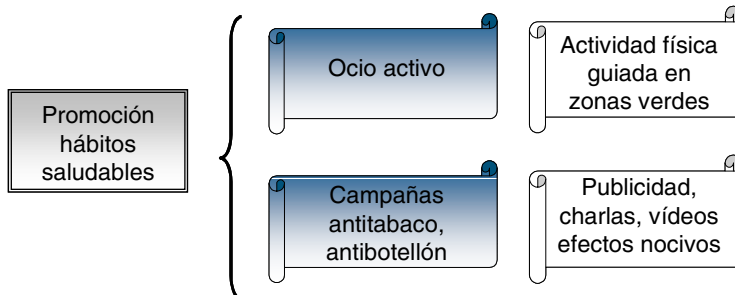 Promoción
hábitos
saludables
Ocio activo
Actividad física
guiada en
zonas verdes
Campañas
antitabaco,
antibotellón
Publicidad,
charlas, vídeos
efectos nocivos